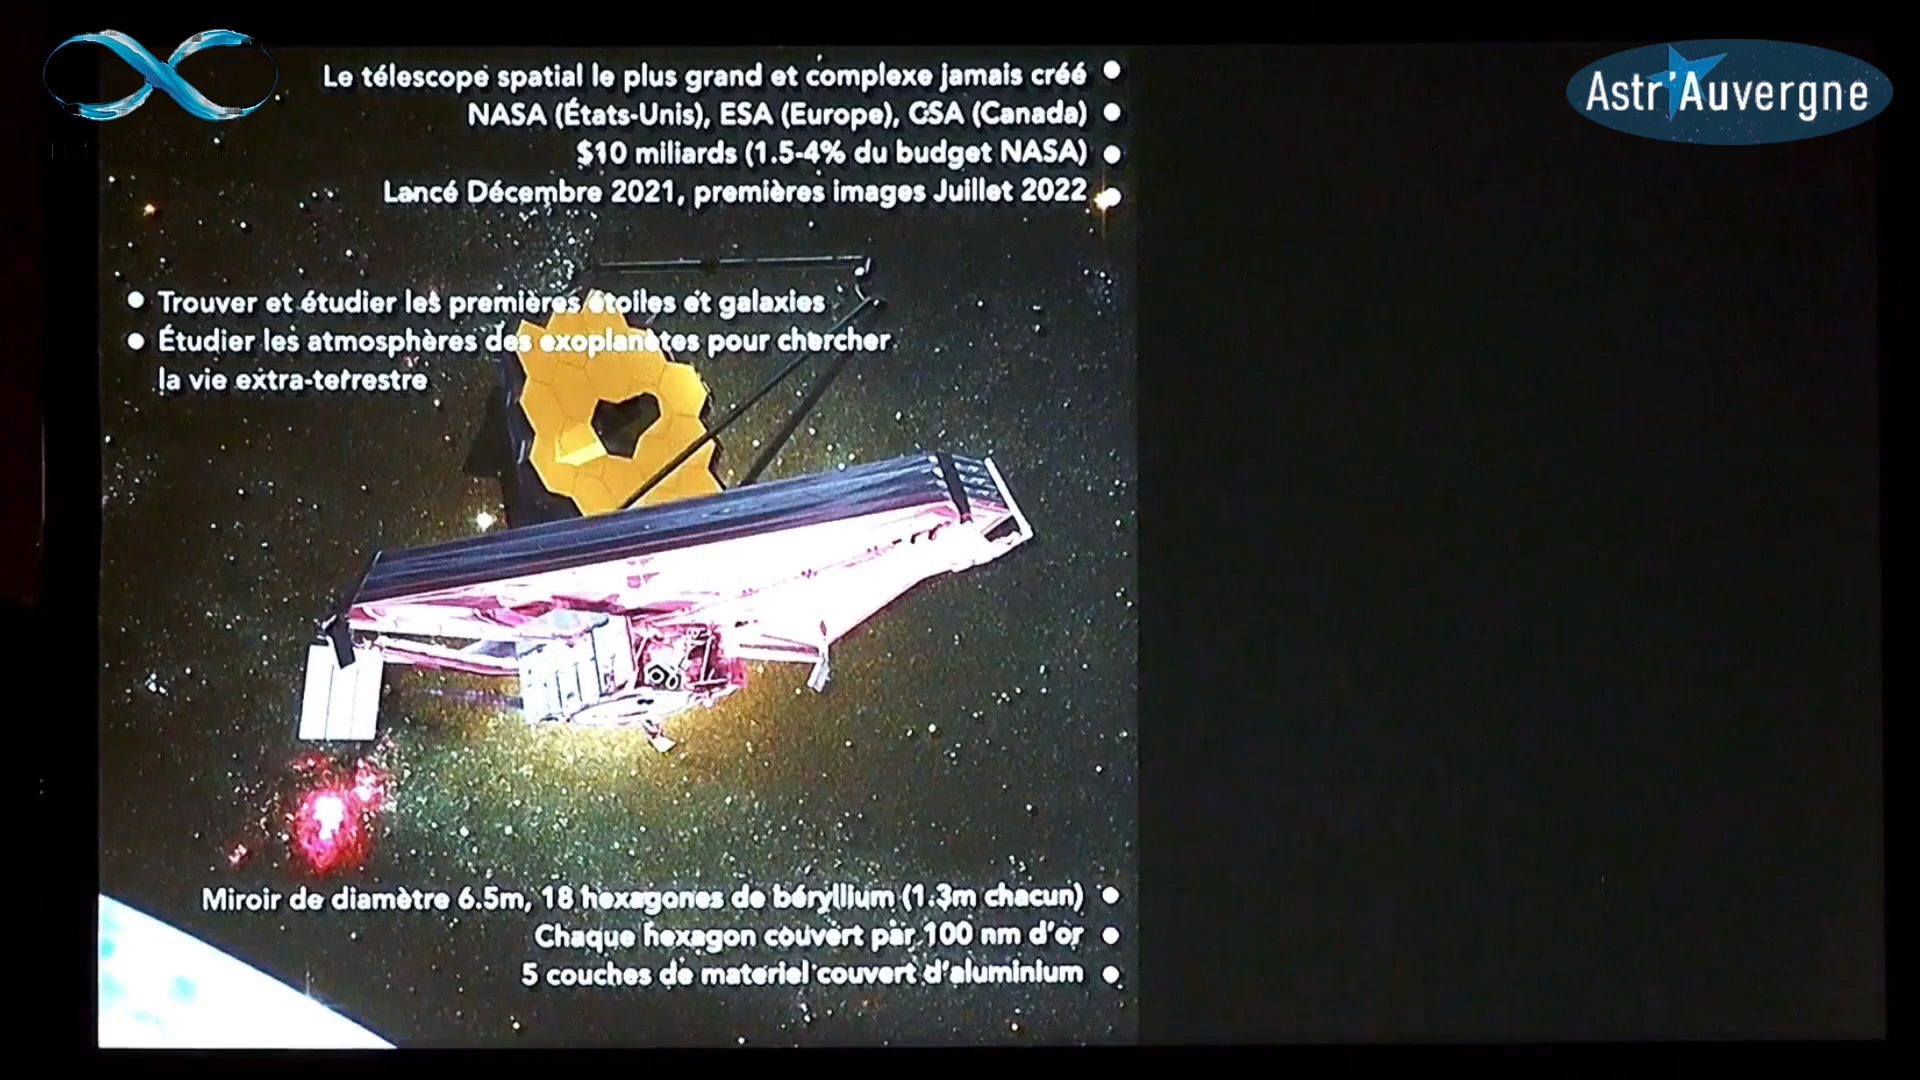 Astr'Auvergne
Le télescope spatial le plus grand et complexe jamais créé
NASA (États-Unis), ESA (Europe), CSA (Canada)
$10 miliards (1.5-4% du budget NASA)
Lancé Décembre 2021, premières images Juillet 2022
Trouver et étudier les premières étoiles et galaxies
Étudier les atmosphères des exoplanètes pour chercher
la vie extra-terrestre
Miroir de diamètre 6.5m, 18 hexagones de béryllium (1.3m chacun)
Chaque hexagon couvert par 100 nm d'or
5 couches de materiel couvert d'aluminium